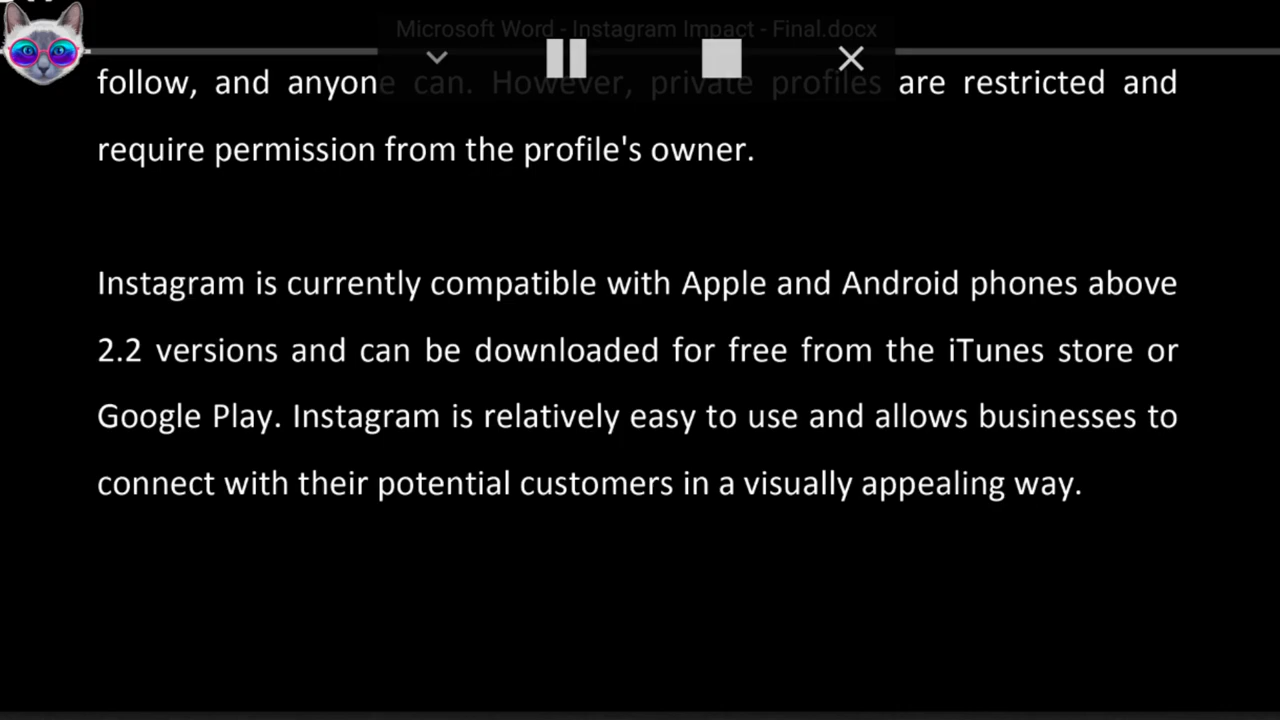 Microsoft Word - Instagram Impact - Final.docx
follow, and anyone can. However, private profiles are restricted and
require permission from the profile's owner.
Instagram is currently compatible with Apple and Android phones above
2.2 versions and can be downloaded for free from the iTunes store or
Google Play. Instagram is relatively easy to use and allows businesses to
connect with their potential customers in a visually appealing way.